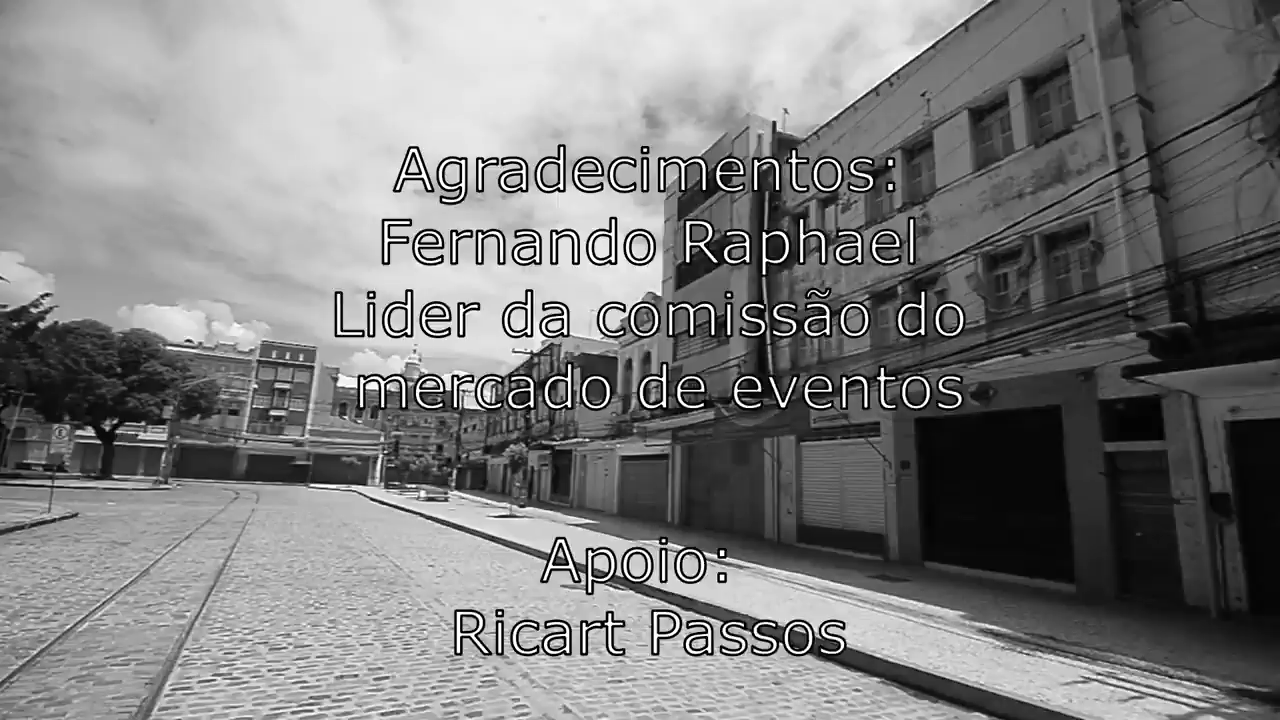 Agradecimentos:
Fernando Raphael
Lider da comissão do
mercado de eventos
Apoio:
Ricart Passos